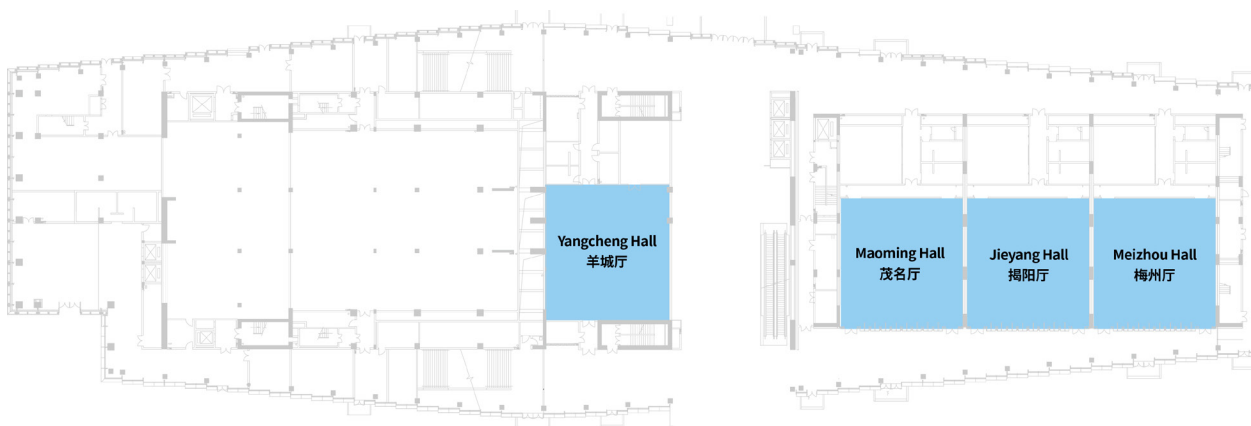 Yangcheng Hall
羊城厅
Maoming Hall
茂名厅
Jieyang Hall
揭阳厅
Meizhou Hall
梅州厅